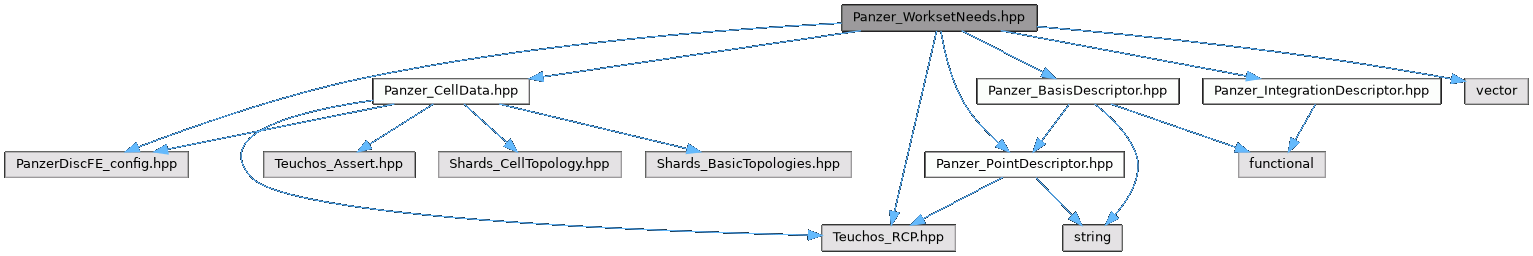 Panzer_WorksetNeeds.hpp
Panzer_CellData.hpp
Panzer_BasisDescriptor.hpp
Panzer_IntegrationDescriptor.hpp
vector
PanzerDiscFE_config.hpp
Teuchos_Assert.hpp
Shards_CellTopology.hpp
Shards_BasicTopologies.hpp
Panzer_PointDescriptor.hpp
functional
Teuchos_RCP.hpp
string